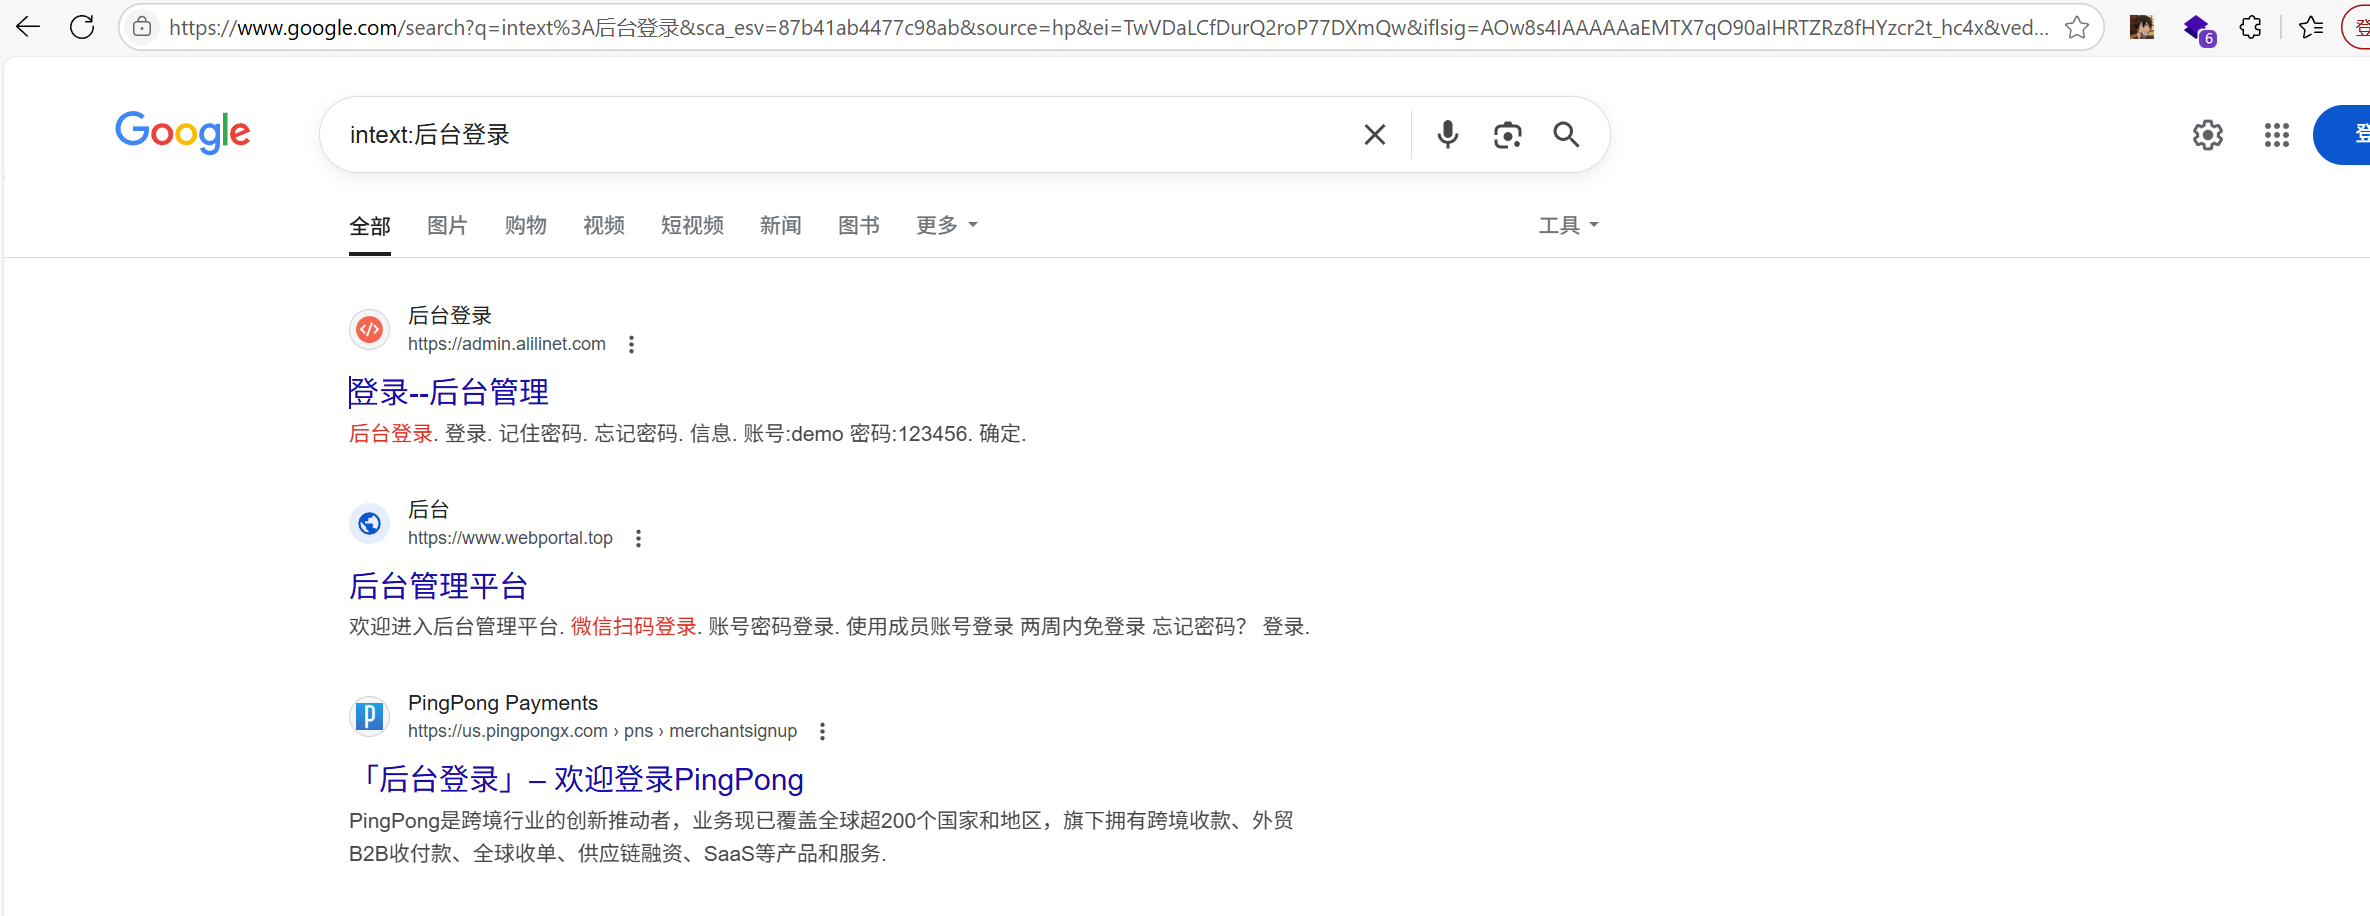 https://www.google.com/search?q=intext%3A后台登录&sca_esv=87b41ab4477c98ab&source=hp&ei=TwVDaLCfDurQ2roP77DXmQw&iflsig=AOw8s4IAAAAAaEMTX7qO90aIHRTZRz8fHYzcr2t_hc4x&ved...
6
Google
intext:后台登录
全部 图片 购物 视频 短视频 新闻 图书 更多 工具
后台登录
https://admin.alilinet.com
登录--后台管理
后台登录. 登录. 记住密码. 忘记密码. 信息. 账号:demo 密码:123456. 确定.
后台
https://www.webportal.top
后台管理平台
欢迎进入后台管理平台. 微信扫码登录. 账号密码登录. 使用成员账号登录 两周内免登录 忘记密码？ 登录.
PingPong Payments
https://us.pingpongx.com › pns › merchantsignup
「后台登录」– 欢迎登录PingPong
PingPong是跨境行业的创新推动者，业务现已覆盖全球超200个国家和地区，旗下拥有跨境收款、外贸
B2B收付款、全球收单、供应链融资、SaaS等产品和服务.